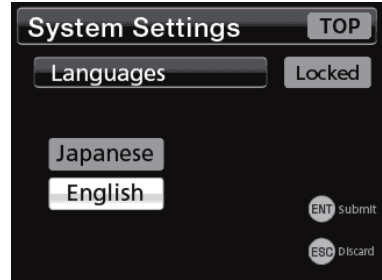 System Settings TOP
Languages Locked
Japanese
English
ENT Submit
ESC Discard